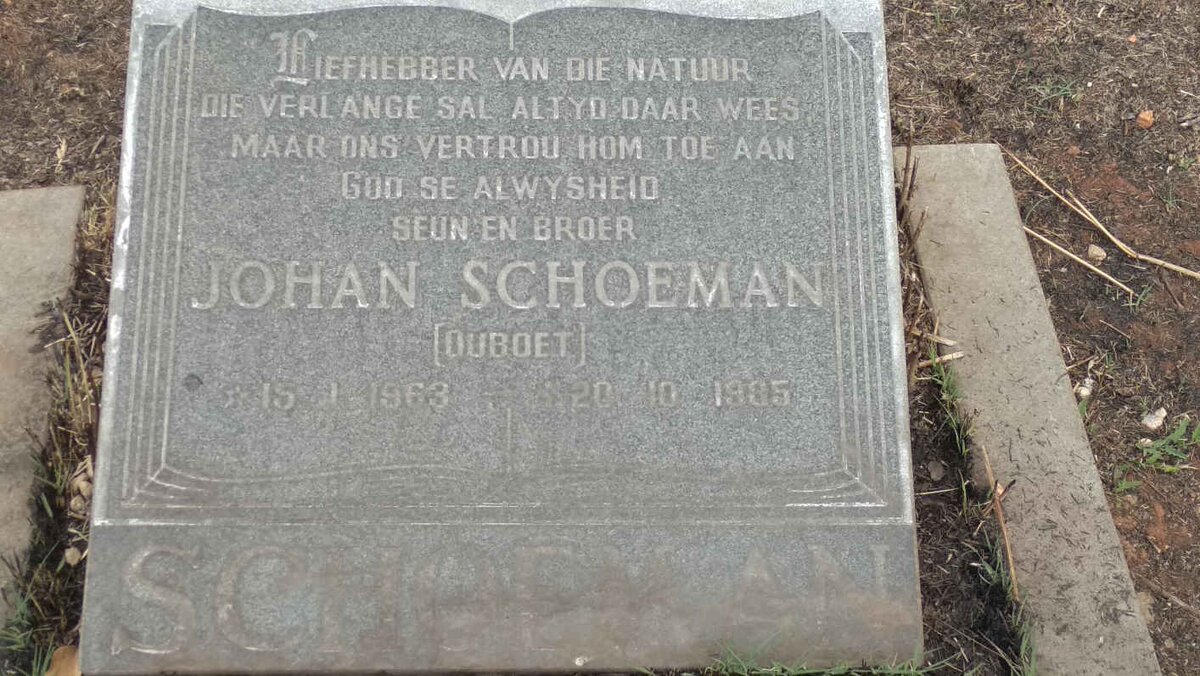 LIEFHEBBER VAN DIE NATUUR
DIE VERLANGE SAL ALTYD DAAR WEES
MAAR ONS VERTROU HOM TOE AAN
GOD SE ALWYSHEID
SEUN EN BROER
JOHAN SCHOEMAN
(OUBOET)
* 15 1 1963 – † 20 10 1985
SCHOEMAN